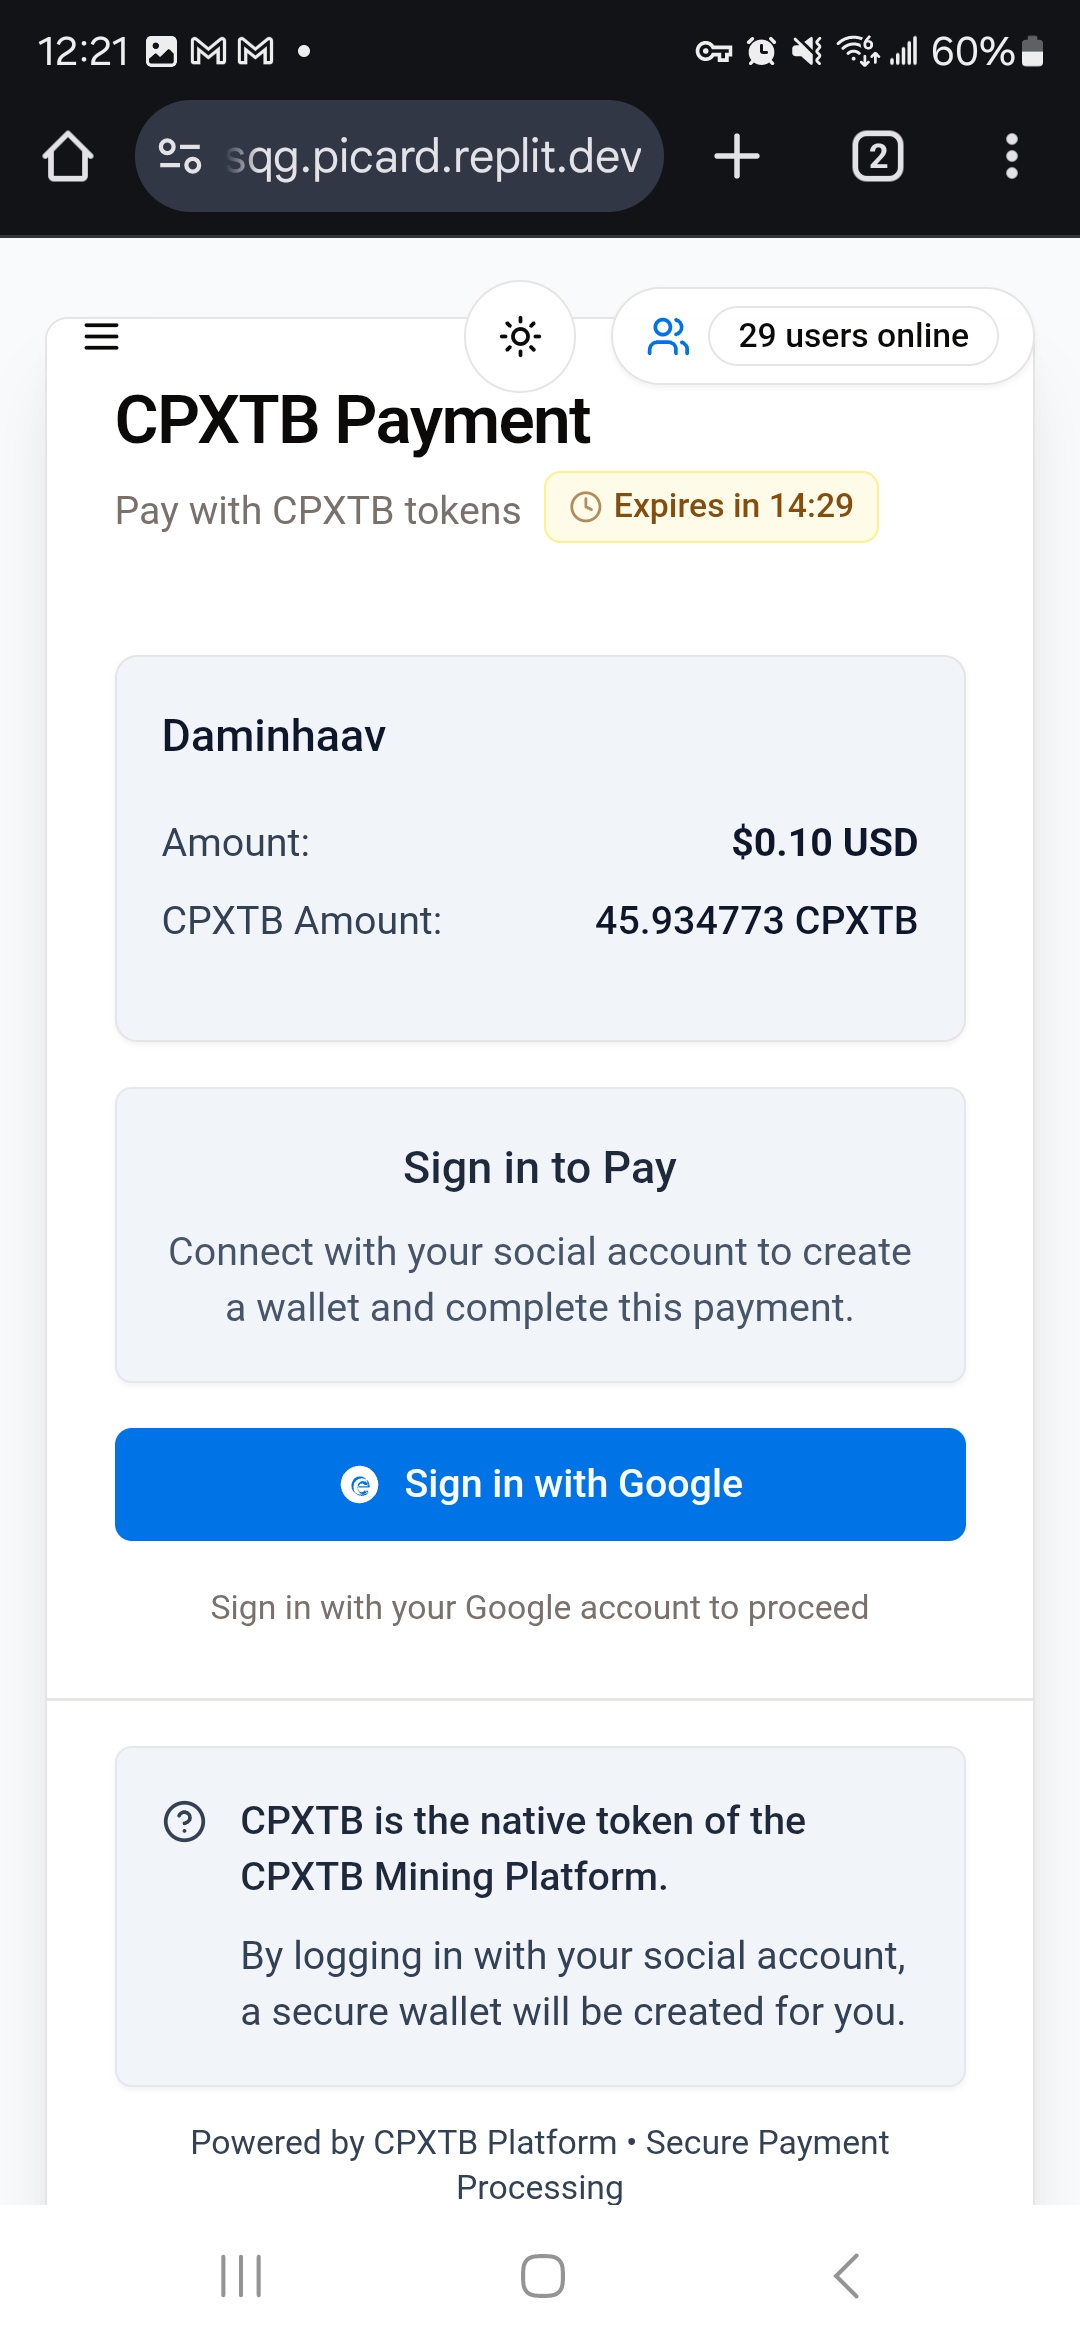 12:21
60%
sqg.picard.replit.dev
2
29 users online
CPXTB Payment
Pay with CPXTB tokens
Expires in 14:29
Daminhaav
Amount:
$0.10 USD
CPXTB Amount:
45.934773 CPXTB
Sign in to Pay
Connect with your social account to create
a wallet and complete this payment.
Sign in with Google
Sign in with your Google account to proceed
CPXTB is the native token of the
CPXTB Mining Platform.
By logging in with your social account,
a secure wallet will be created for you.
Powered by CPXTB Platform • Secure Payment
Processing